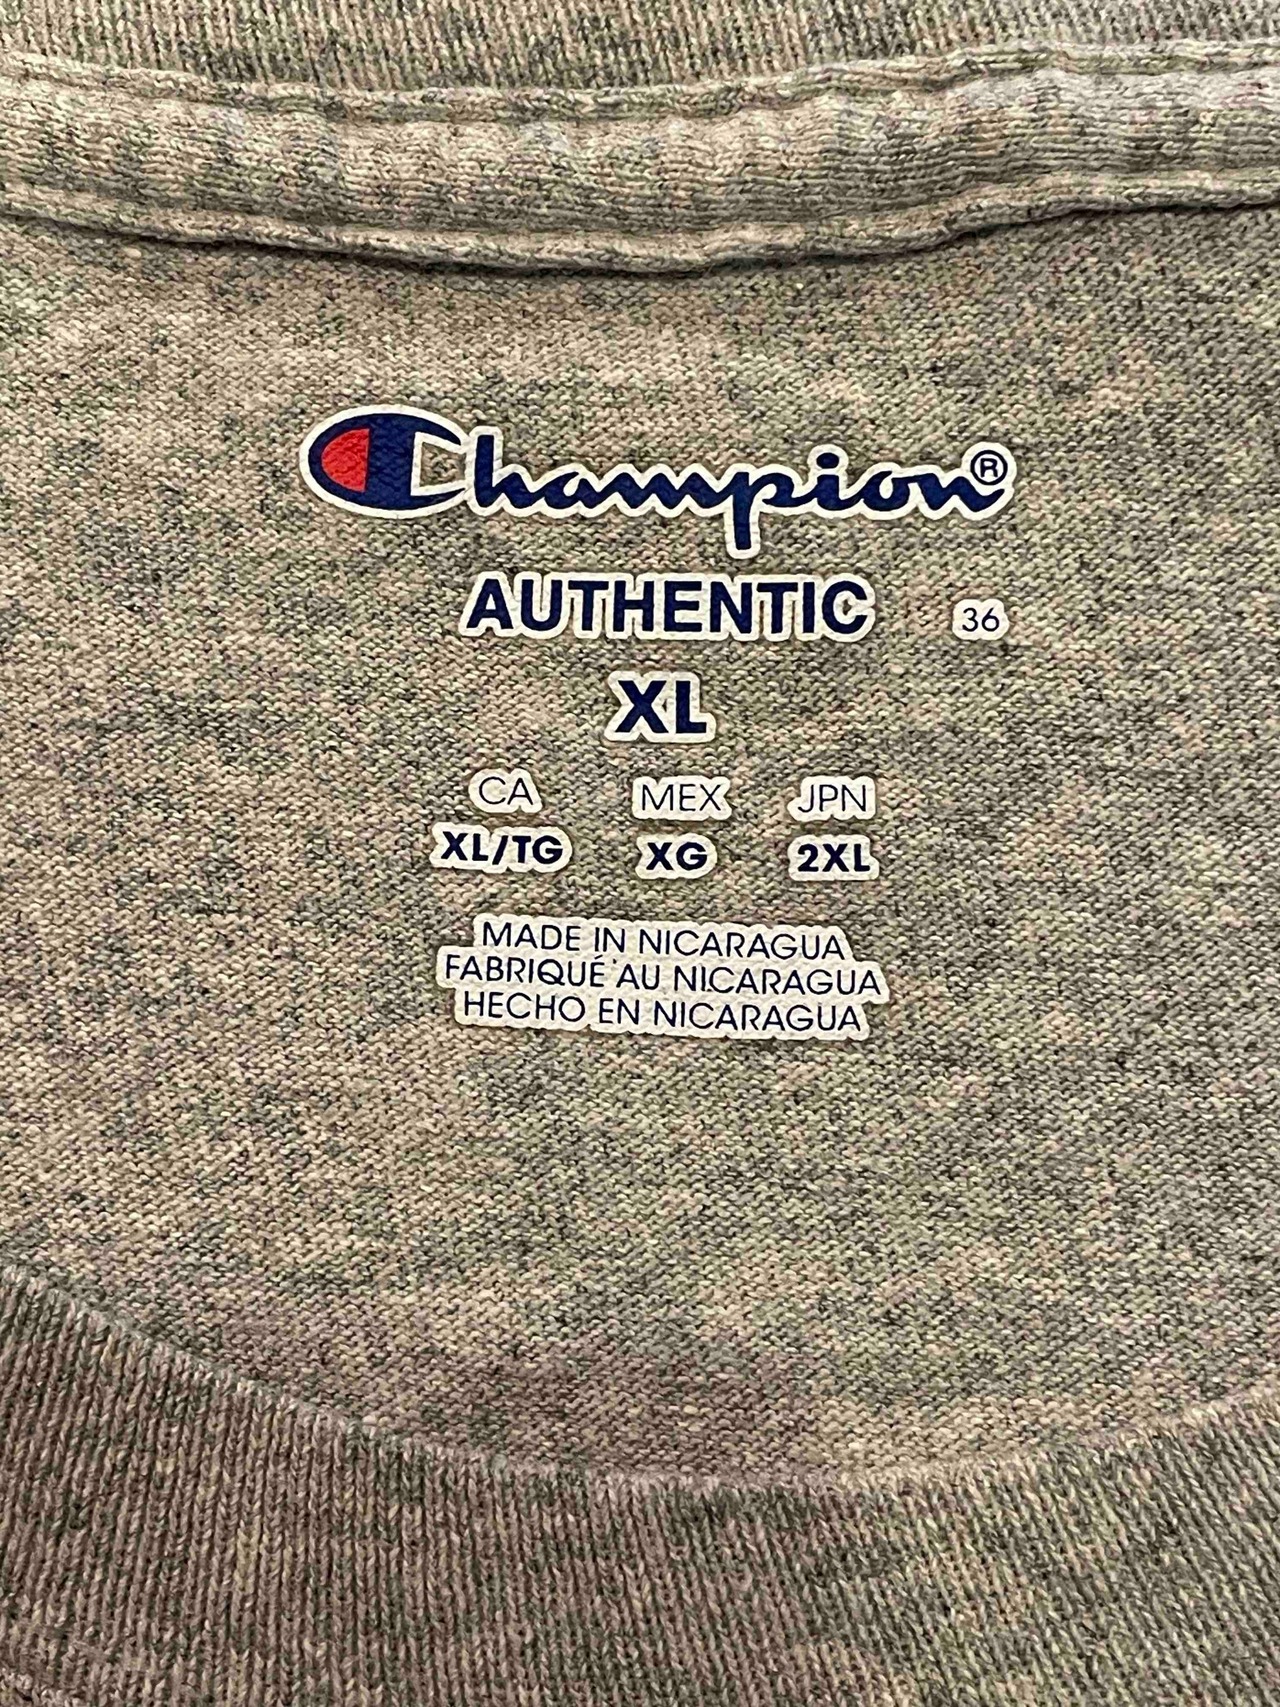 Champion®
AUTHENTIC 36
XL
CA MEX JPN
XL/TG XG 2XL
MADE IN NICARAGUA
FABRIQUÉ AU NICARAGUA
HECHO EN NICARAGUA